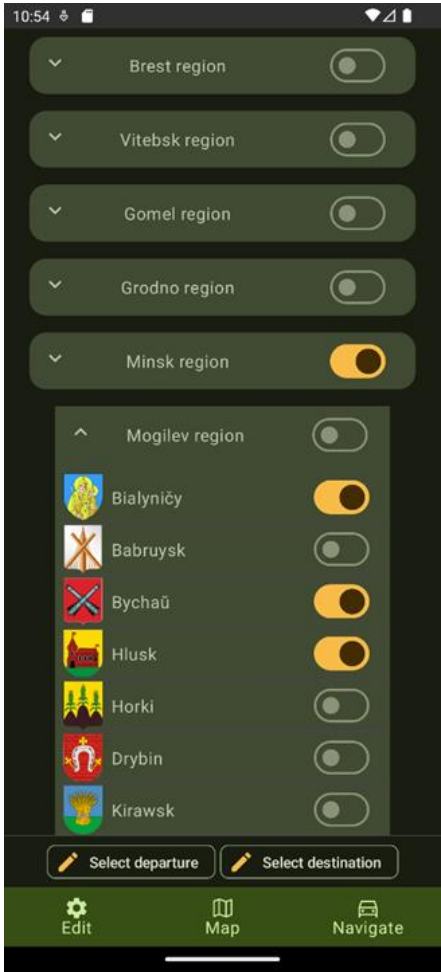 10:54
Brest region
Vitebsk region
Gomel region
Grodno region
Minsk region
Mogilev region
Bialyničy
Babruysk
Bychaŭ
Hlusk
Horki
Drybin
Kirawsk
Select departure Select destination
Edit Map Navigate